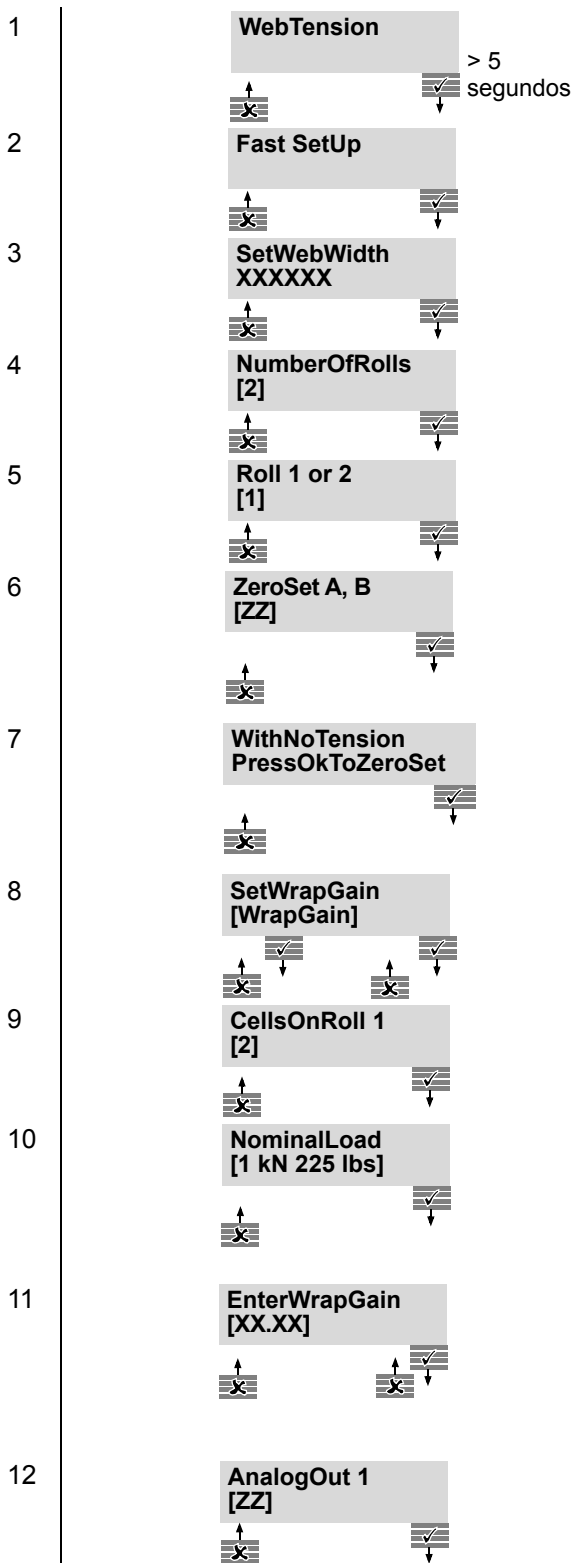 1
WebTension
> 5
segundos
2
Fast SetUp
3
SetWebWidth
XXXXXX
4
NumberOfRolls
[2]
5
Roll 1 or 2
[1]
6
ZeroSet A, B
[ZZ]
7
WithNoTension
PressOkToZeroSet
8
SetWrapGain
[WrapGain]
9
CellsOnRoll 1
[2]
10
NominalLoad
[1 kN 225 lbs]
11
EnterWrapGain
[XX.XX]
12
AnalogOut 1
[ZZ]